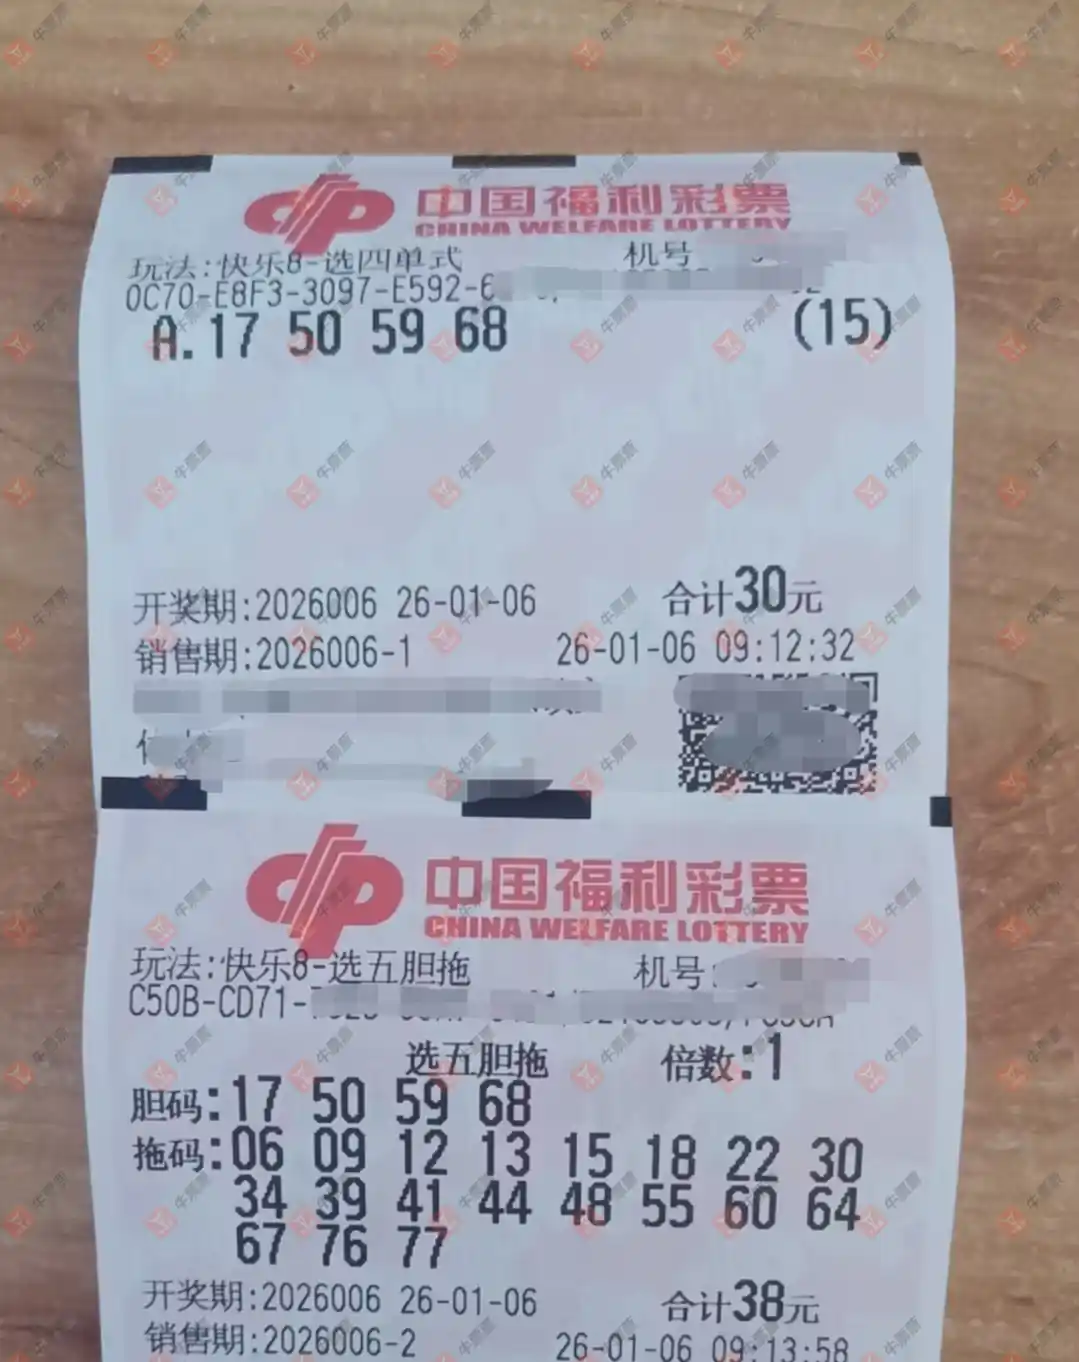 中国福利彩票
CHINA WELFARE LOTTERY
玩法:快乐8-选四单式 机号
0C70-E8F3-3097-E592-6
A.17 50 59 68 (15)
开奖期:2026006 26-01-06 合计30元
销售期:2026006-1 26-01-06 09:12:32
中国福利彩票
CHINA WELFARE LOTTERY
玩法:快乐8-选五胆拖 机号:
C50B-CD71-
选五胆拖 倍数:1
胆码:17 50 59 68
拖码:06 09 12 13 15 18 22 30
34 39 41 44 48 55 60 64
67 76 77
开奖期:2026006 26-01-06 合计38元
销售期:2026006-2 26-01-06 09:13:58